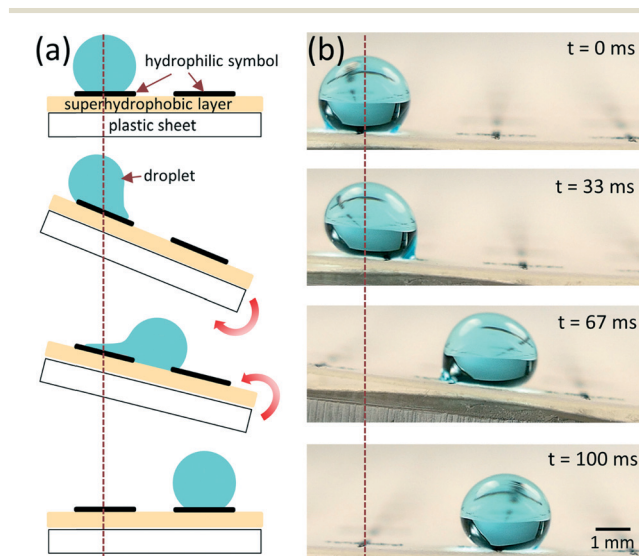 (a)
hydrophilic symbol
superhydrophobic layer
plastic sheet
droplet
(b)
t = 0 ms
t = 33 ms
t = 67 ms
t = 100 ms
1 mm